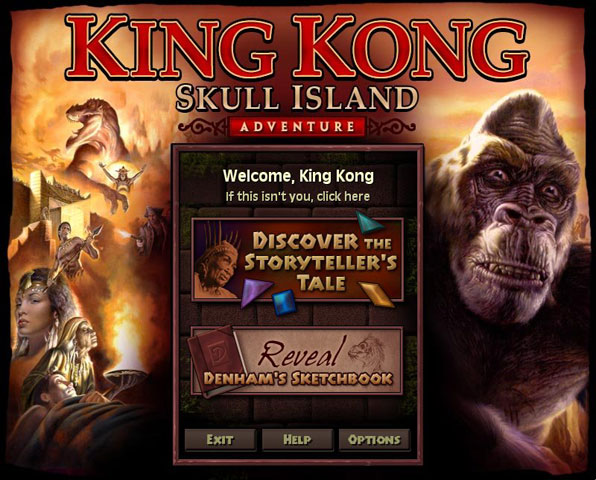 KING KONG
SKULL ISLAND
ADVENTURE
Welcome, King Kong
If this isn't you, click here
DISCOVER THE
STORYTELLER'S
TALE
Reveal
DENHAM'S SKETCHBOOK
EXIT
HELP
OPTIONS